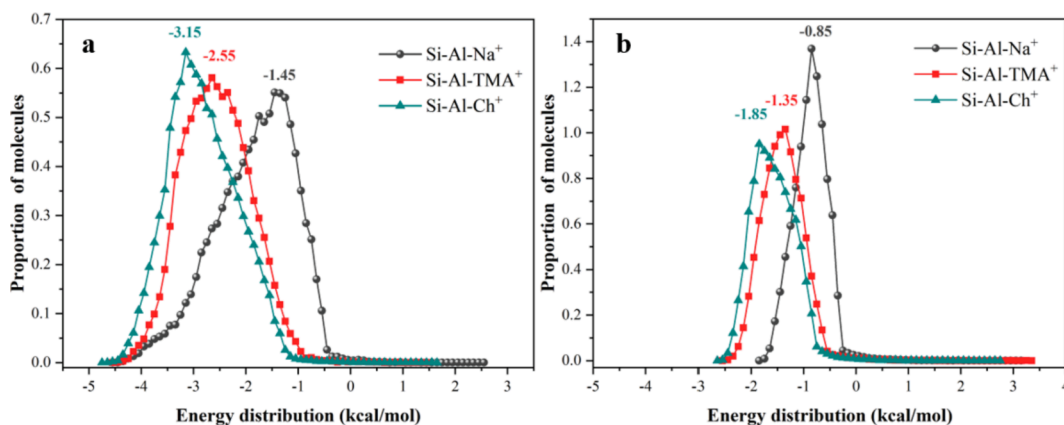 a
-3.15
-2.55
-1.45
Si-Al-Na⁺
Si-Al-TMA⁺
Si-Al-Ch⁺
Proportion of molecules
0.7
0.6
0.5
0.4
0.3
0.2
0.1
0.0
-5 -4 -3 -2 -1 0 1 2 3
Energy distribution (kcal/mol)
b
-0.85
-1.35
-1.85
Si-Al-Na⁺
Si-Al-TMA⁺
Si-Al-Ch⁺
Proportion of molecules
1.4
1.2
1.0
0.8
0.6
0.4
0.2
0.0
-5 -4 -3 -2 -1 0 1 2 3
Energy distribution (kcal/mol)